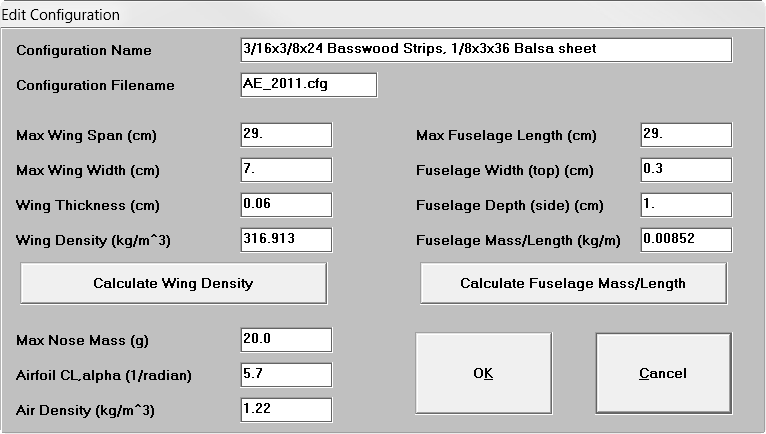 Edit Configuration
Configuration Name 3/16x3/8x24 Basswood Strips, 1/8x3x36 Balsa sheet
Configuration Filename AE_2011.cfg
Max Wing Span (cm) 29. Max Fuselage Length (cm) 29.
Max Wing Width (cm) 7. Fuselage Width (top) (cm) 0.3
Wing Thickness (cm) 0.06 Fuselage Depth (side) (cm) 1.
Wing Density (kg/m^3) 316.913 Fuselage Mass/Length (kg/m) 0.00852
Calculate Wing Density Calculate Fuselage Mass/Length
Max Nose Mass (g) 20.0
Airfoil CL,alpha (1/radian) 5.7 OK Cancel
Air Density (kg/m^3) 1.22